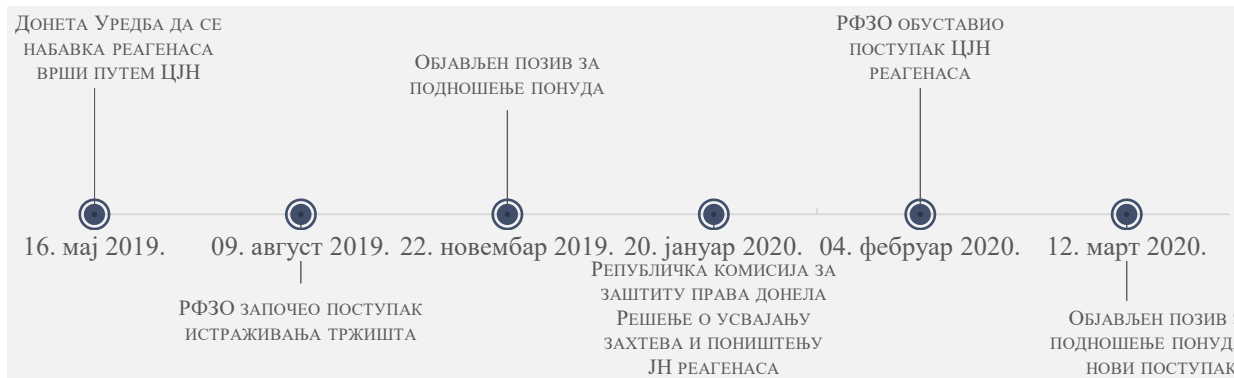 Донета Уредба да се
набавка реагенаса
врши путем ЦЈН
Објављен позив за
подношење понуда
РФЗО обуставио
поступак ЦЈН
реагенаса
16. мај 2019.
09. август 2019.
22. новембар 2019.
20. јануар 2020.
04. фебруар 2020.
12. март 2020.
РФЗО започео поступак
истраживања тржишта
Републичка комисија за
заштиту права донела
Решење о усвајању
захтева и поништењу
ЈН реагенаса
Објављен позив
подношење понуд
нови поступак